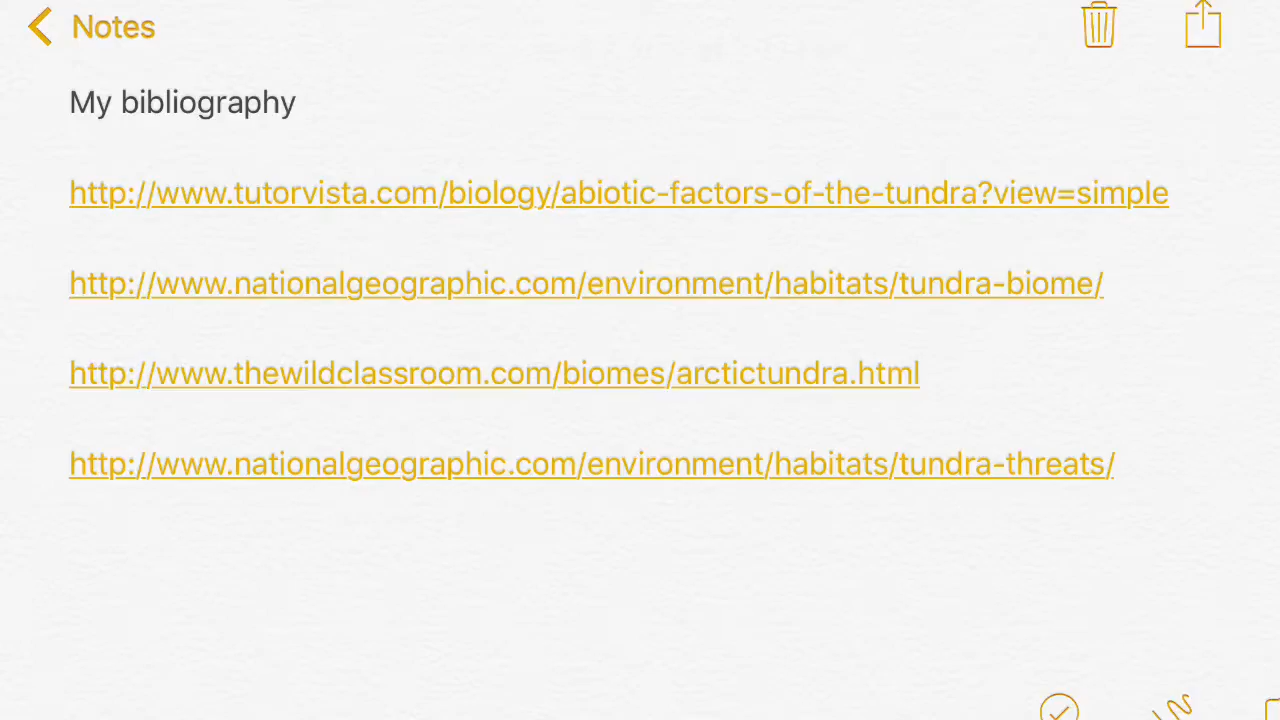 Notes
My bibliography
http://www.tutorvista.com/biology/abiotic-factors-of-the-tundra?view=simple
http://www.nationalgeographic.com/environment/habitats/tundra-biome/
http://www.thewildclassroom.com/biomes/arctictundra.html
http://www.nationalgeographic.com/environment/habitats/tundra-threats/